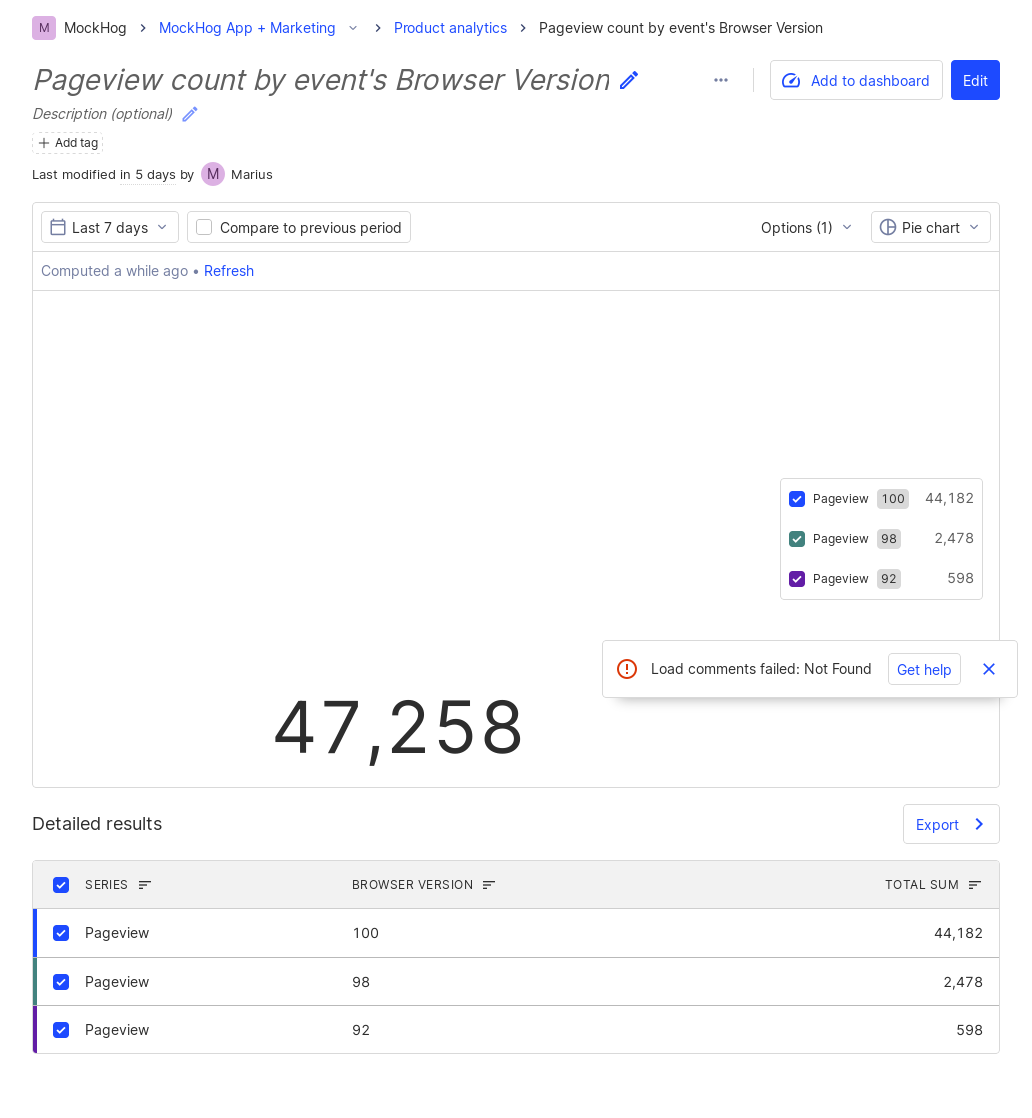 M MockHog MockHog App + Marketing Product analytics Pageview count by event's Browser Version
Pageview count by event's Browser Version
Add to dashboard Edit
Description (optional)
Add tag
Last modified in 5 days by M Marius
Last 7 days Compare to previous period Options (1) Pie chart
Computed a while ago • Refresh
Pageview 100 44,182
Pageview 98 2,478
Pageview 92 598
Load comments failed: Not Found Get help
47,258
Detailed results Export
SERIES BROWSER VERSION TOTAL SUM
Pageview 100 44,182
Pageview 98 2,478
Pageview 92 598